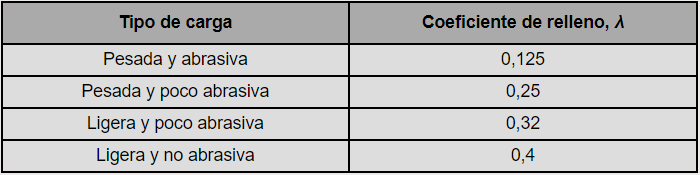 Tipo de carga Coeficiente de relleno, λ
Pesada y abrasiva 0,125
Pesada y poco abrasiva 0,25
Ligera y poco abrasiva 0,32
Ligera y no abrasiva 0,4